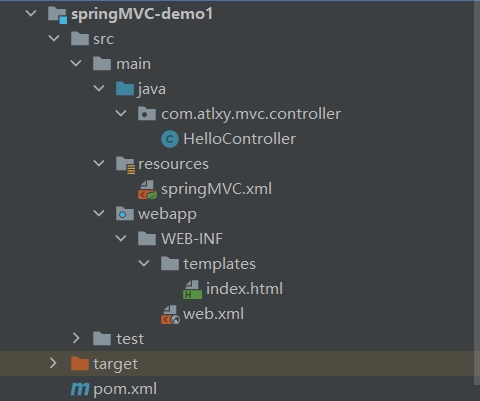 springMVC-demo1
src
main
java
com.atlxy.mvc.controller
HelloController
resources
springMVC.xml
webapp
WEB-INF
templates
index.html
web.xml
test
target
pom.xml